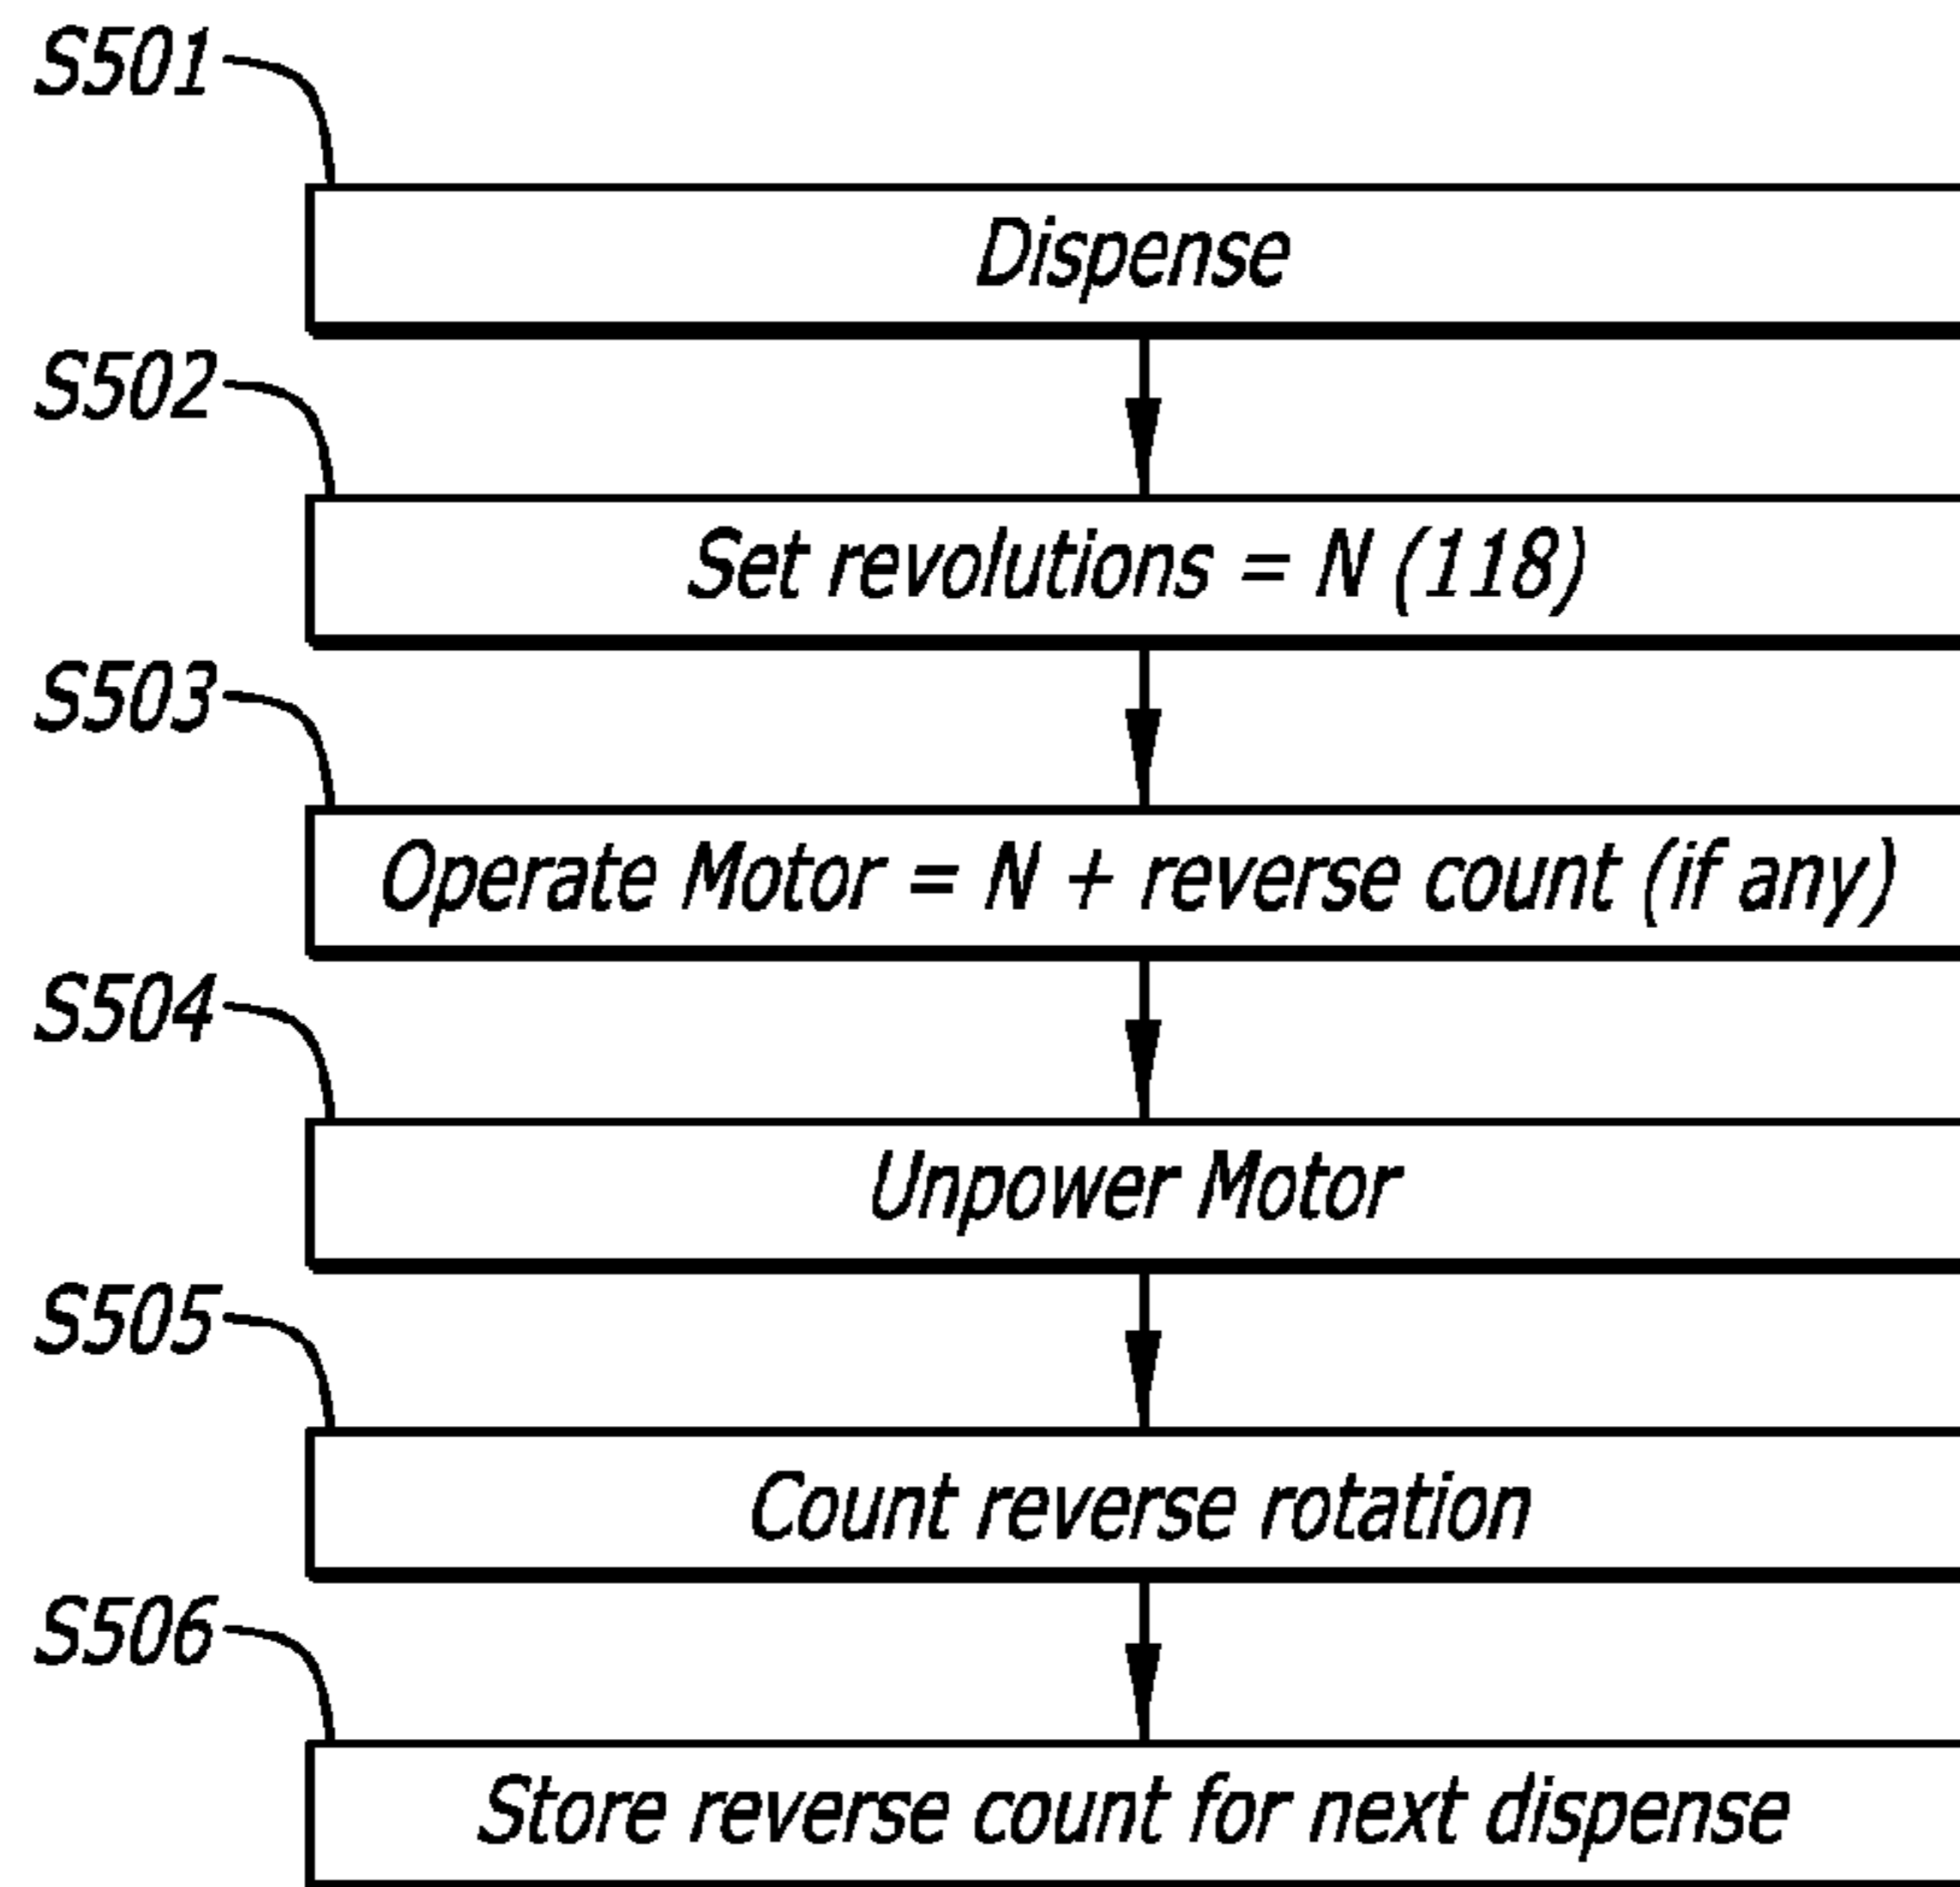 S501
Dispense
S502
Set revolutions = N (118)
S503
Operate Motor = N + reverse count (if any)
S504
Unpower Motor
S505
Count reverse rotation
S506
Store reverse count for next dispense